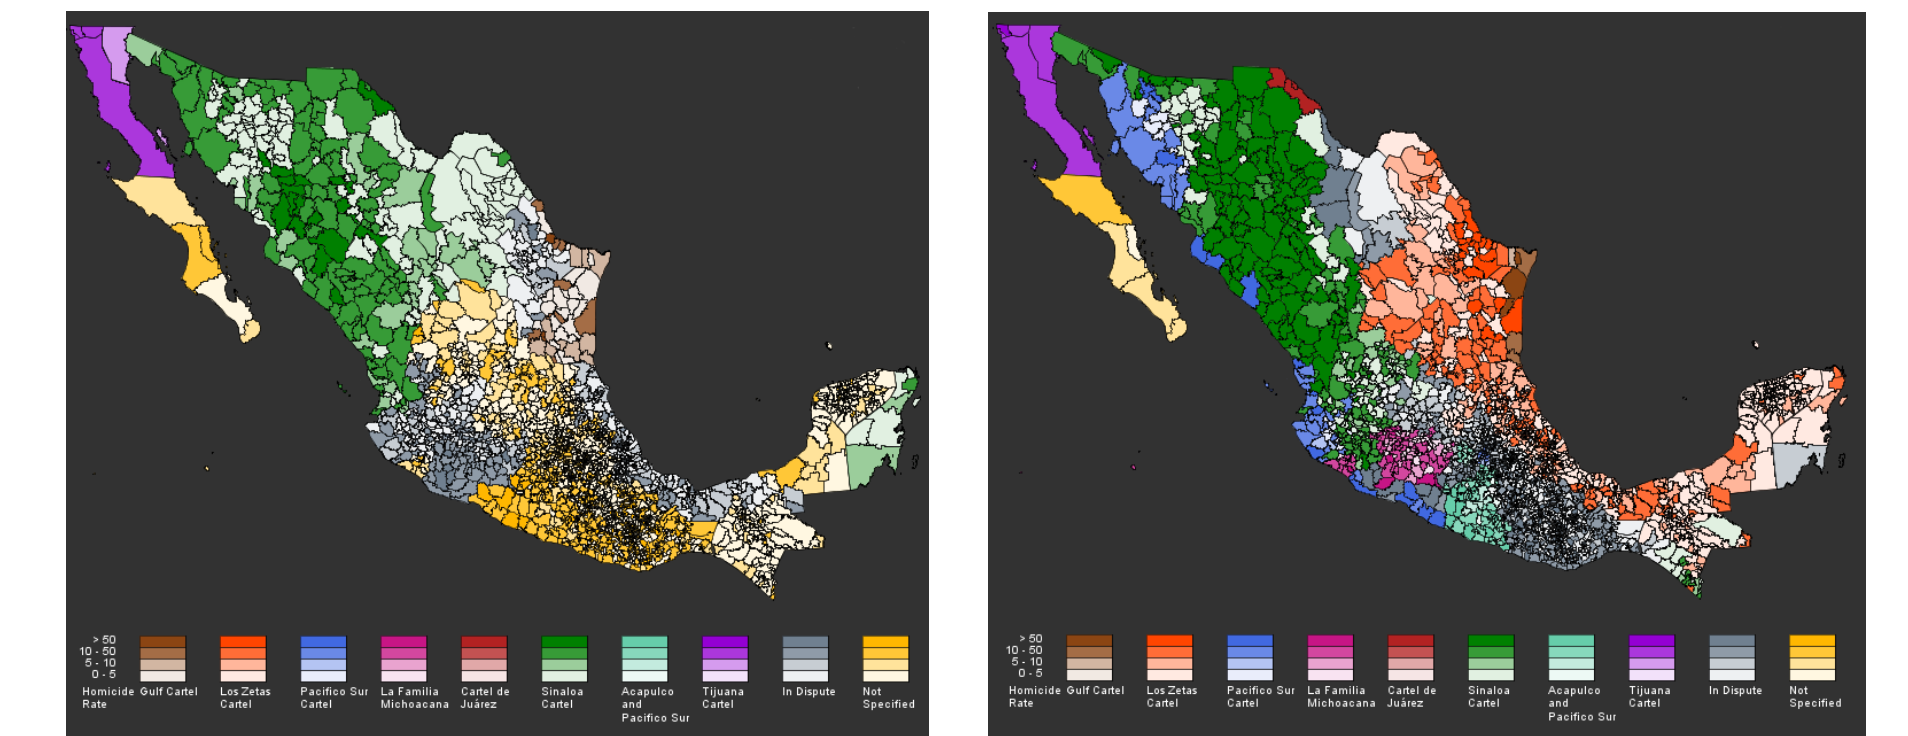 > 50
10 - 50
5 - 10
0 - 5
Homicide Rate
Gulf Cartel
Los Zetas Cartel
Pacifico Sur Cartel
La Familia Michoacana
Cartel de Juárez
Sinaloa Cartel
Acapulco and Pacifico Sur
Tijuana Cartel
In Dispute
Not Specified
> 50
10 - 50
5 - 10
0 - 5
Homicide Rate
Gulf Cartel
Los Zetas Cartel
Pacifico Sur Cartel
La Familia Michoacana
Cartel de Juárez
Sinaloa Cartel
Acapulco and Pacifico Sur
Tijuana Cartel
In Dispute
Not Specified